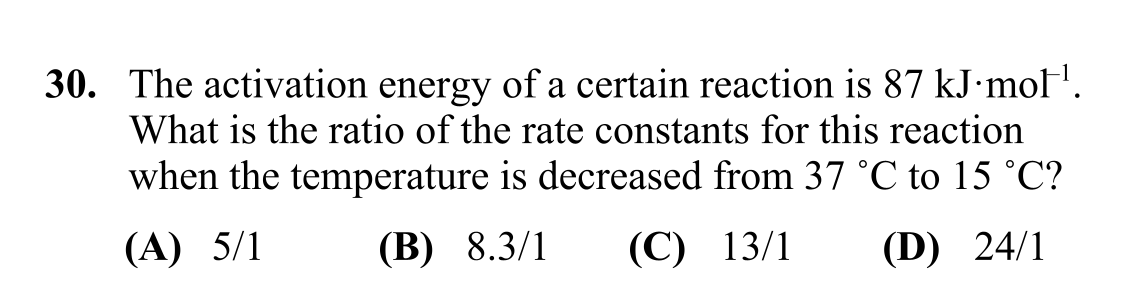 30. The activation energy of a certain reaction is 87 kJ·mol⁻¹.
What is the ratio of the rate constants for this reaction
when the temperature is decreased from 37 ˚C to 15 ˚C?
(A) 5/1 (B) 8.3/1 (C) 13/1 (D) 24/1